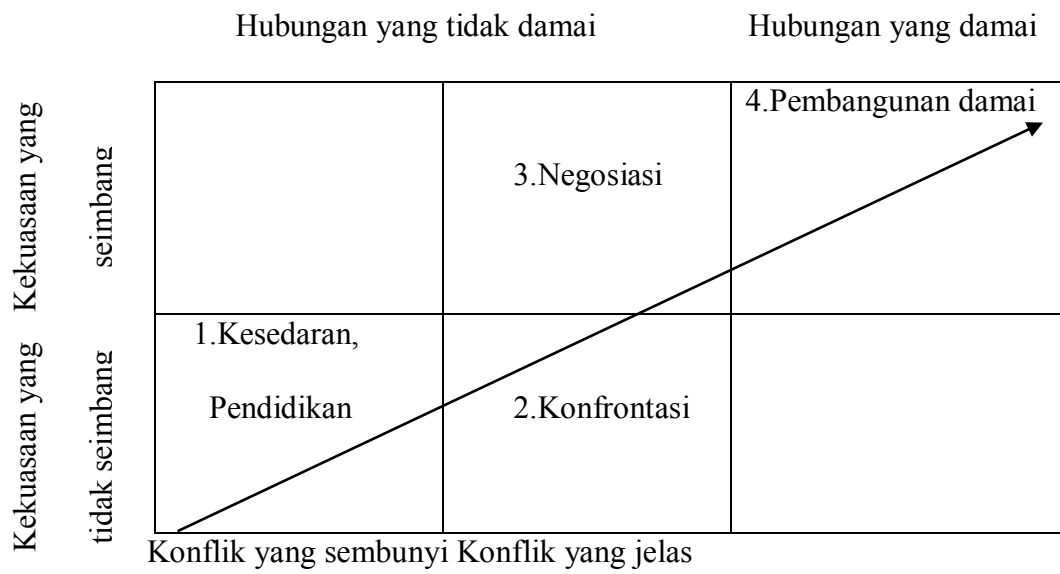 Hubungan yang tidak damai
Hubungan yang damai
Kekuasaan yang
seimbang
4.Pembangunan damai
3.Negosiasi
Kekuasaan yang
tidak seimbang
1.Kesedaran,
Pendidikan
2.Konfrontasi
Konflik yang sembunyi Konflik yang jelas